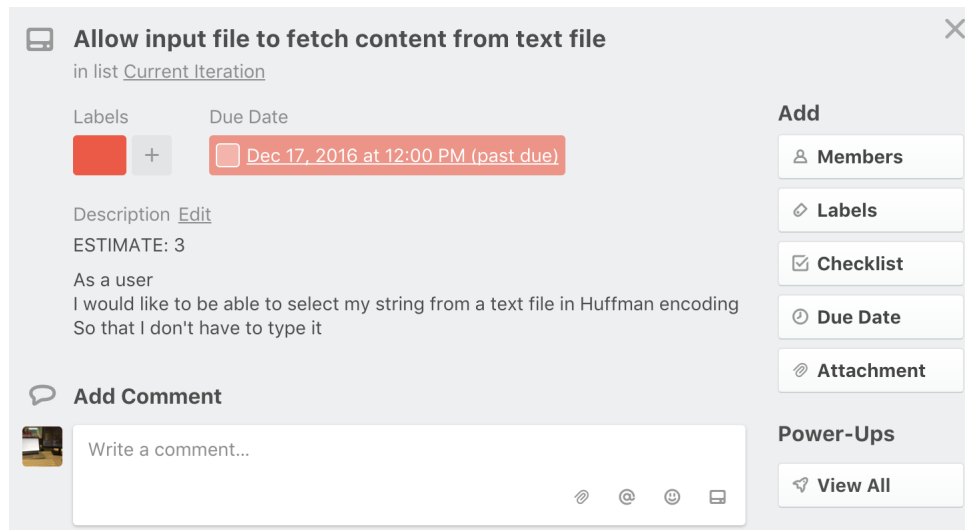 Allow input file to fetch content from text file
in list Current Iteration
Labels
Due Date
+
Dec 17, 2016 at 12:00 PM (past due)
Description Edit
ESTIMATE: 3
As a user
I would like to be able to select my string from a text file in Huffman encoding
So that I don't have to type it
Add Comment
Write a comment...
@
Add
Members
Labels
Checklist
Due Date
Attachment
Power-Ups
View All